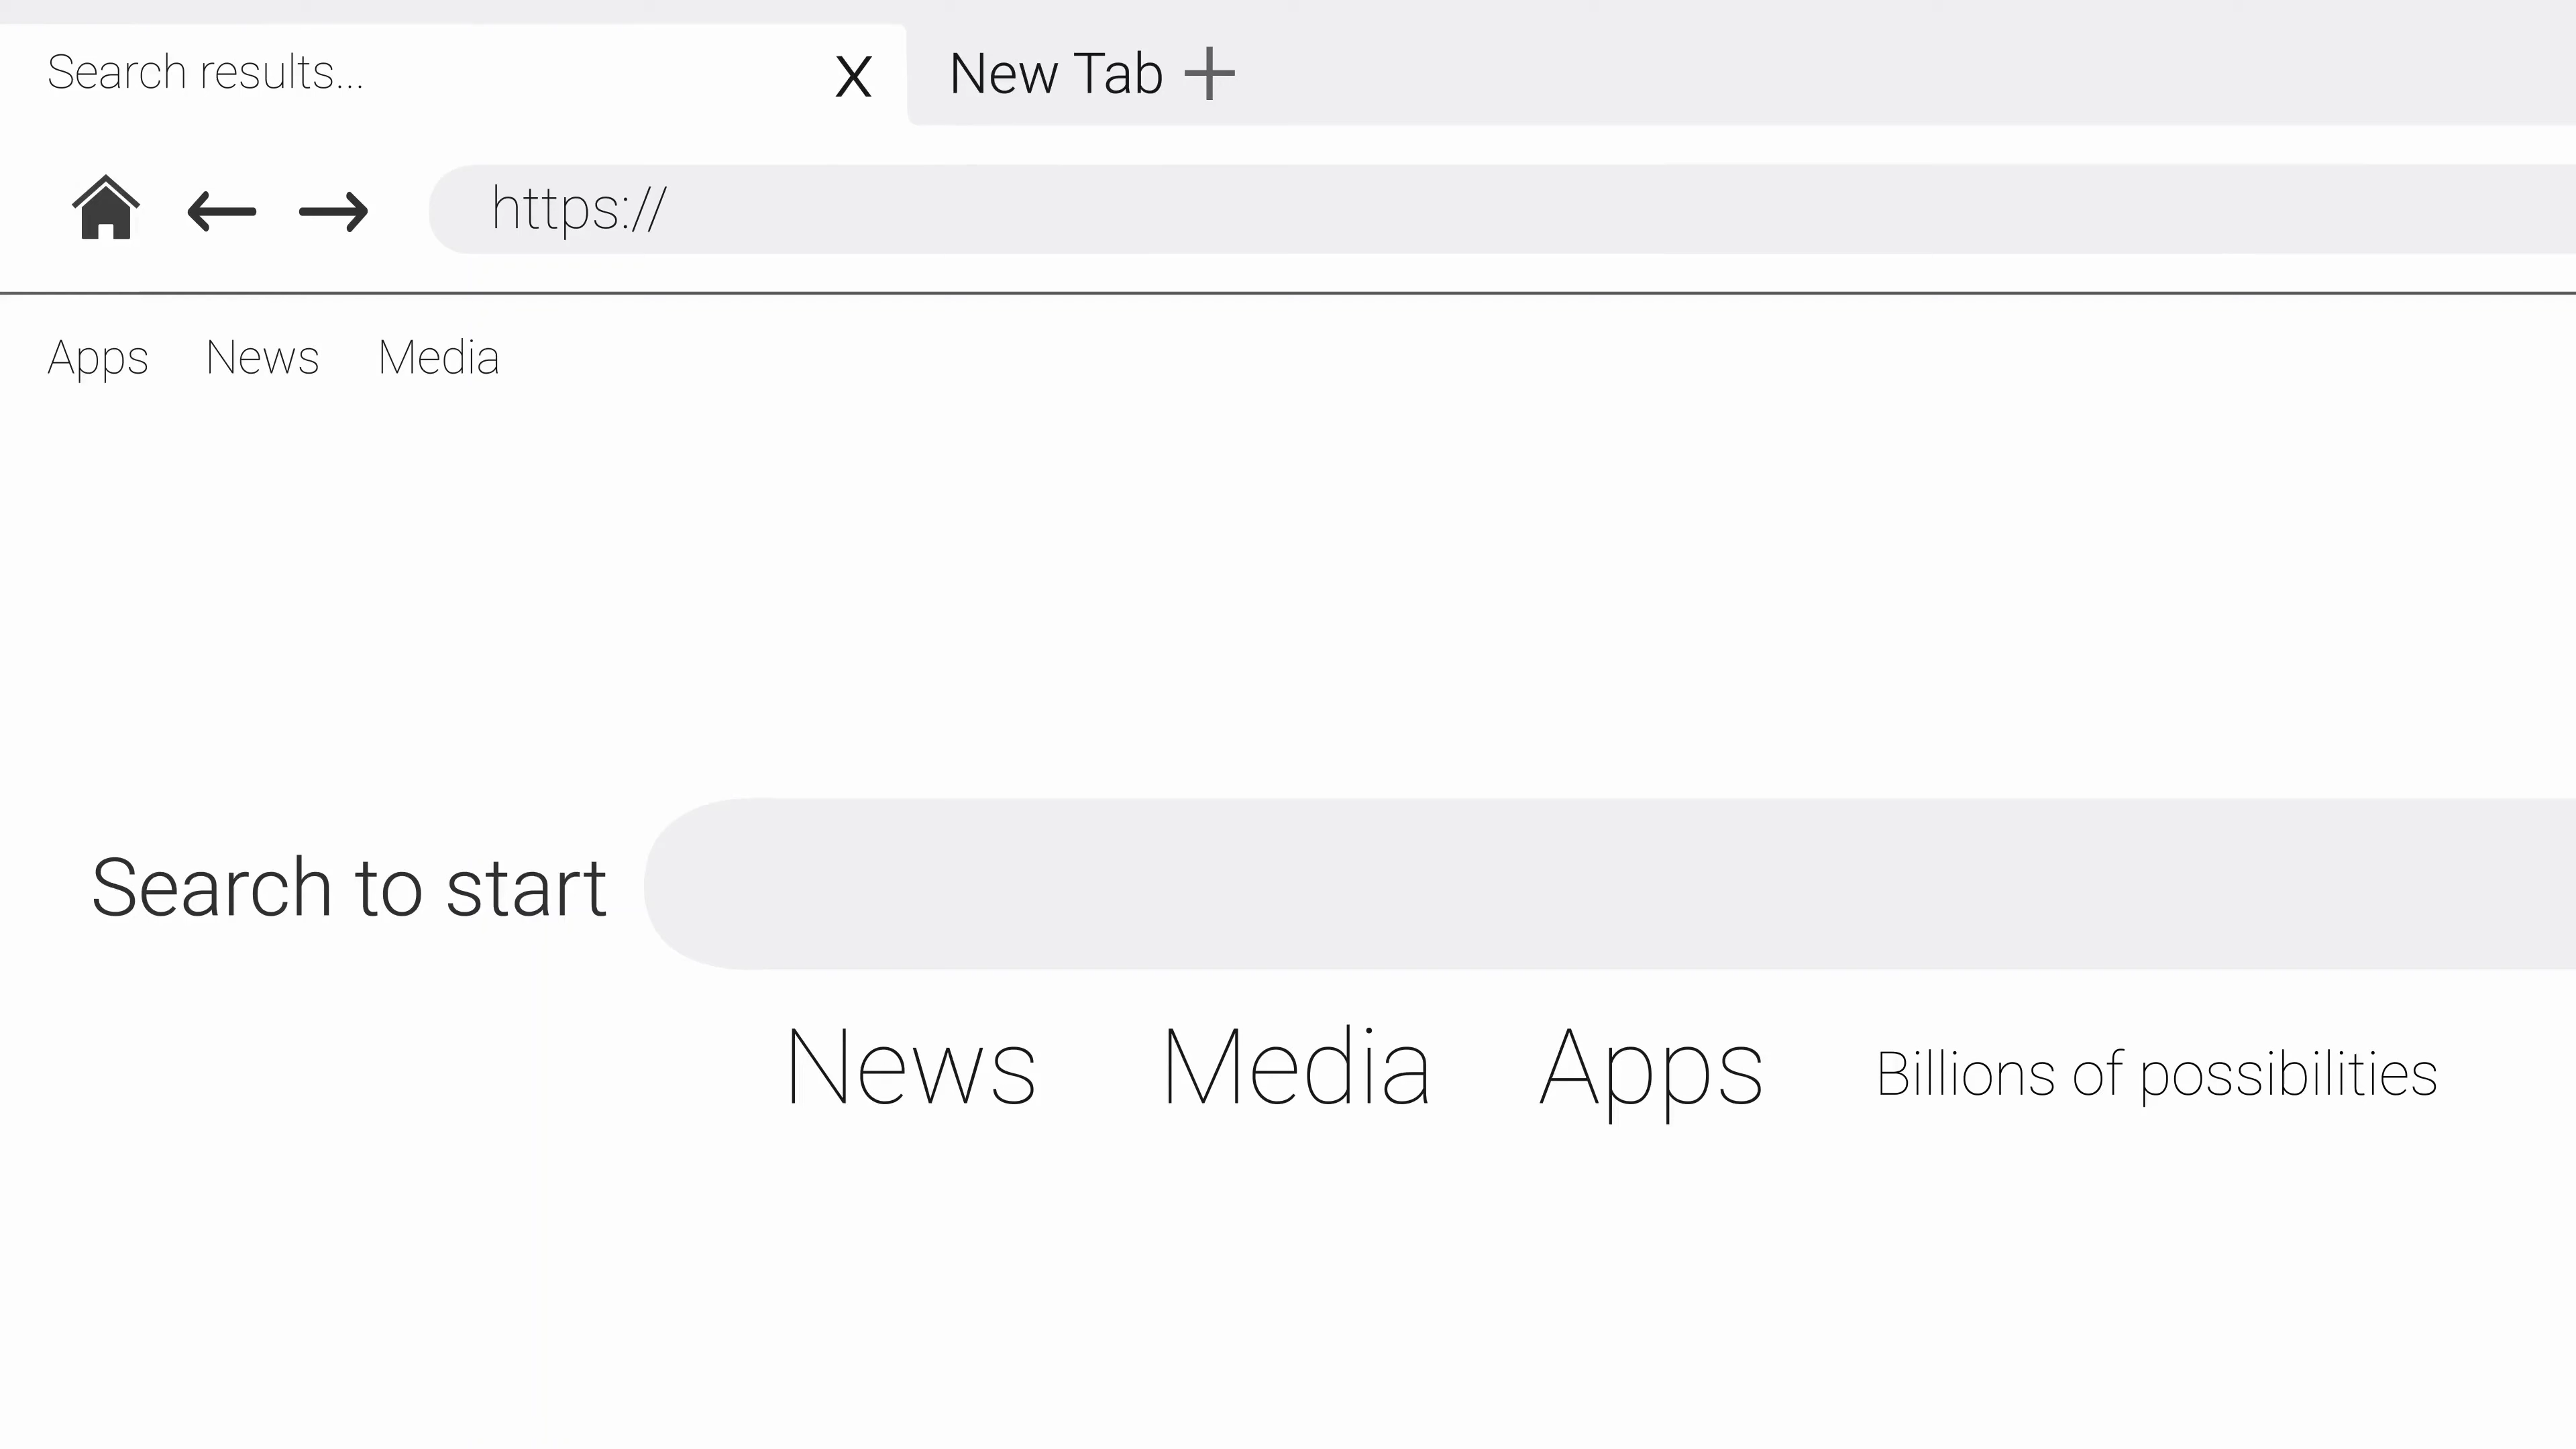 Search results... X New Tab +
https://
Apps News Media
Search to start
News Media Apps Billions of possibilities